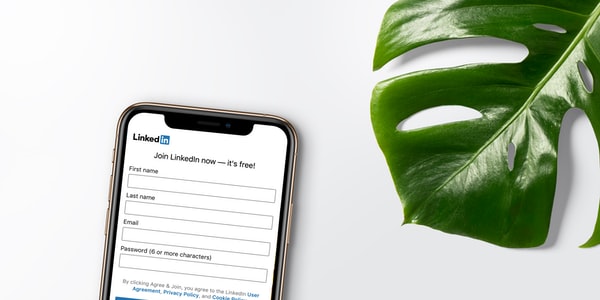 LinkedIn
Join LinkedIn now — it's free!
First name
Last name
Email
Password (6 or more characters)
By clicking Agree & Join, you agree to the LinkedIn User
Agreement, Privacy Policy, and Cookie